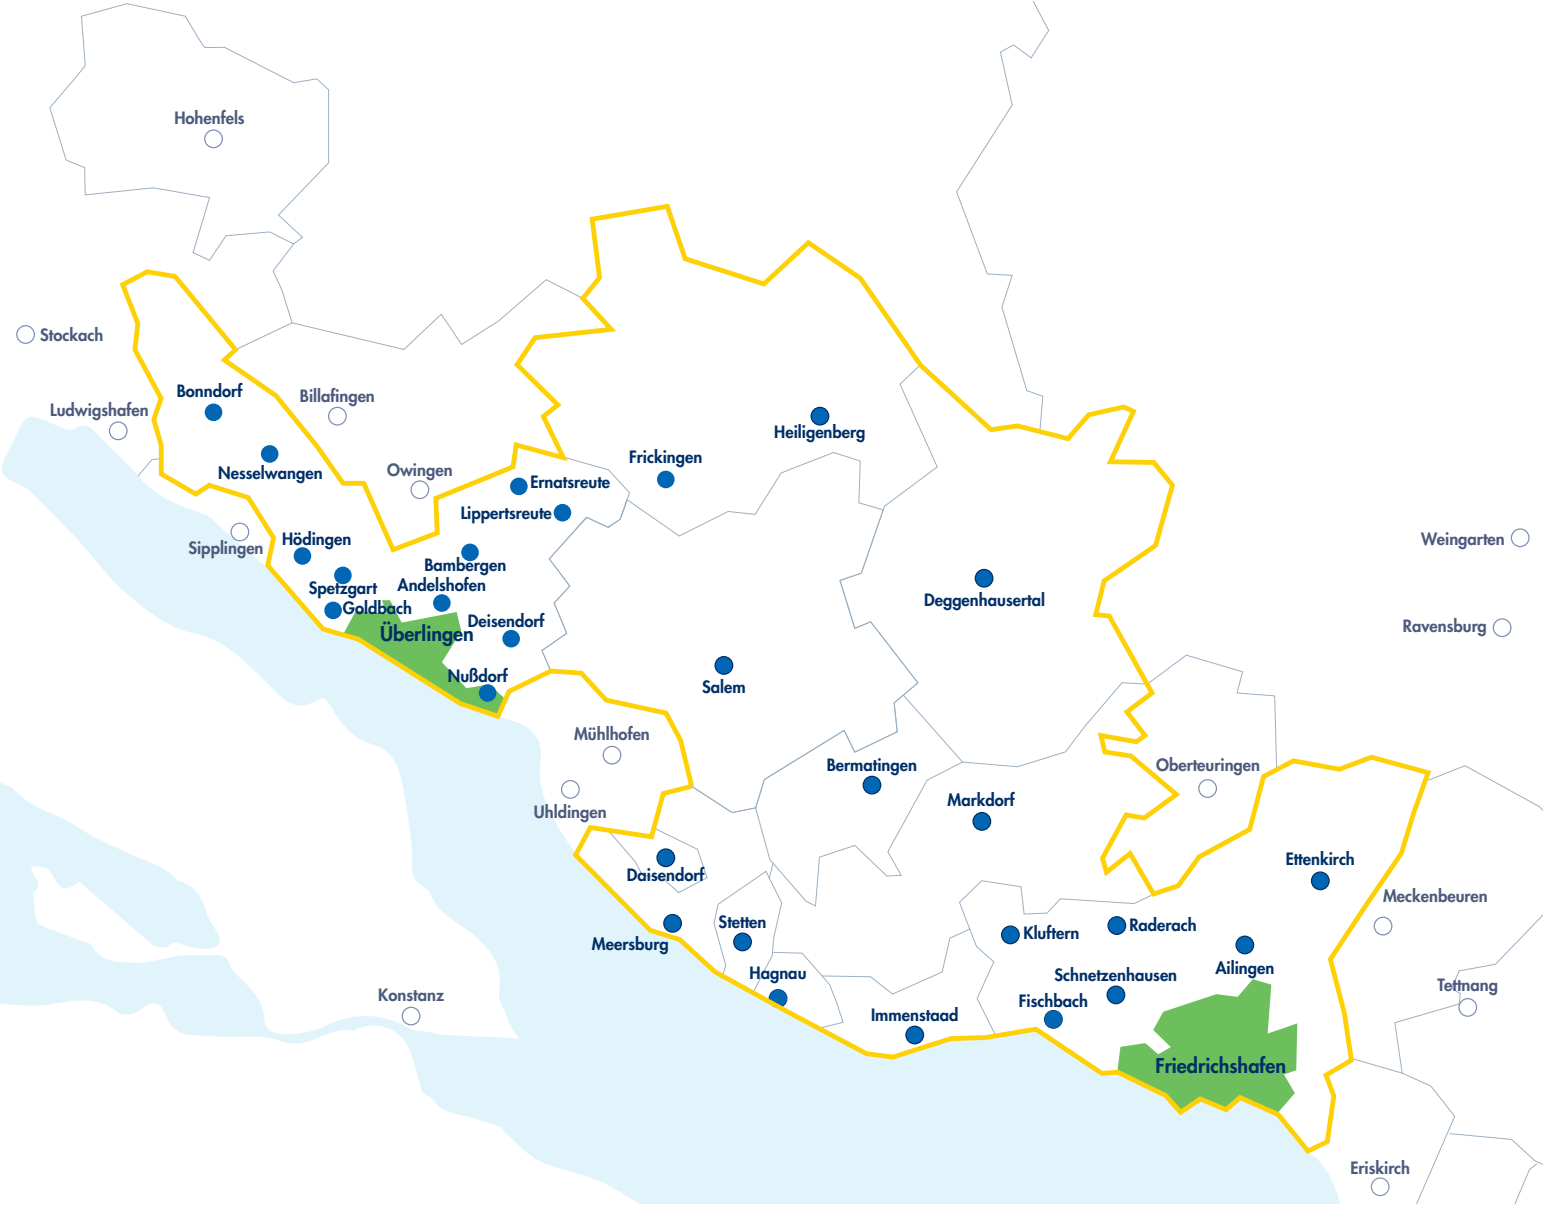 Hohenfels
Stockach
Bonndorf
Billafingen
Ludwigshafen
Heiligenberg
Frickingen
Owingen
Nesselwangen
Ernatsreute
Lippertsreute
Hödingen
Weingarten
Sipplingen
Bambergen
Spetzgart
Andelshofen
Deggenhausertal
Goldbach
Deisendorf
Überlingen
Ravensburg
Nußdorf
Salem
Mühlhofen
Bermatingen
Oberteuringen
Markdorf
Uhldingen
Ettenkirch
Daisendorf
Meckenbeuren
Stetten
Kluftern
Raderach
Meersburg
Ailingen
Hagnau
Schnetzenhausen
Tettnang
Konstanz
Fischbach
Immenstaad
Friedrichshafen
Eriskirch